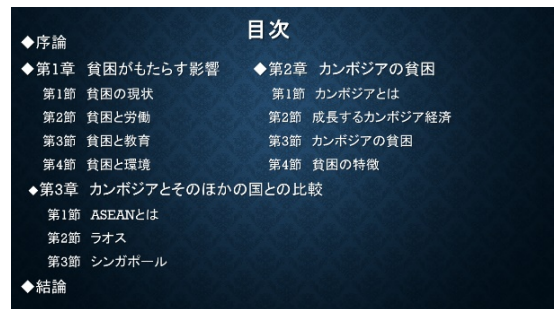 目次
◆序論
◆第1章 貧困がもたらす影響
第1節 貧困の現状
第2節 貧困と労働
第3節 貧困と教育
第4節 貧困と環境
◆第2章 カンボジアの貧困
第1節 カンボジアとは
第2節 成長するカンボジア経済
第3節 カンボジアの貧困
第4節 貧困の特徴
◆第3章 カンボジアとそのほかの国との比較
第1節 ASEANとは
第2節 ラオス
第3節 シンガポール
◆結論